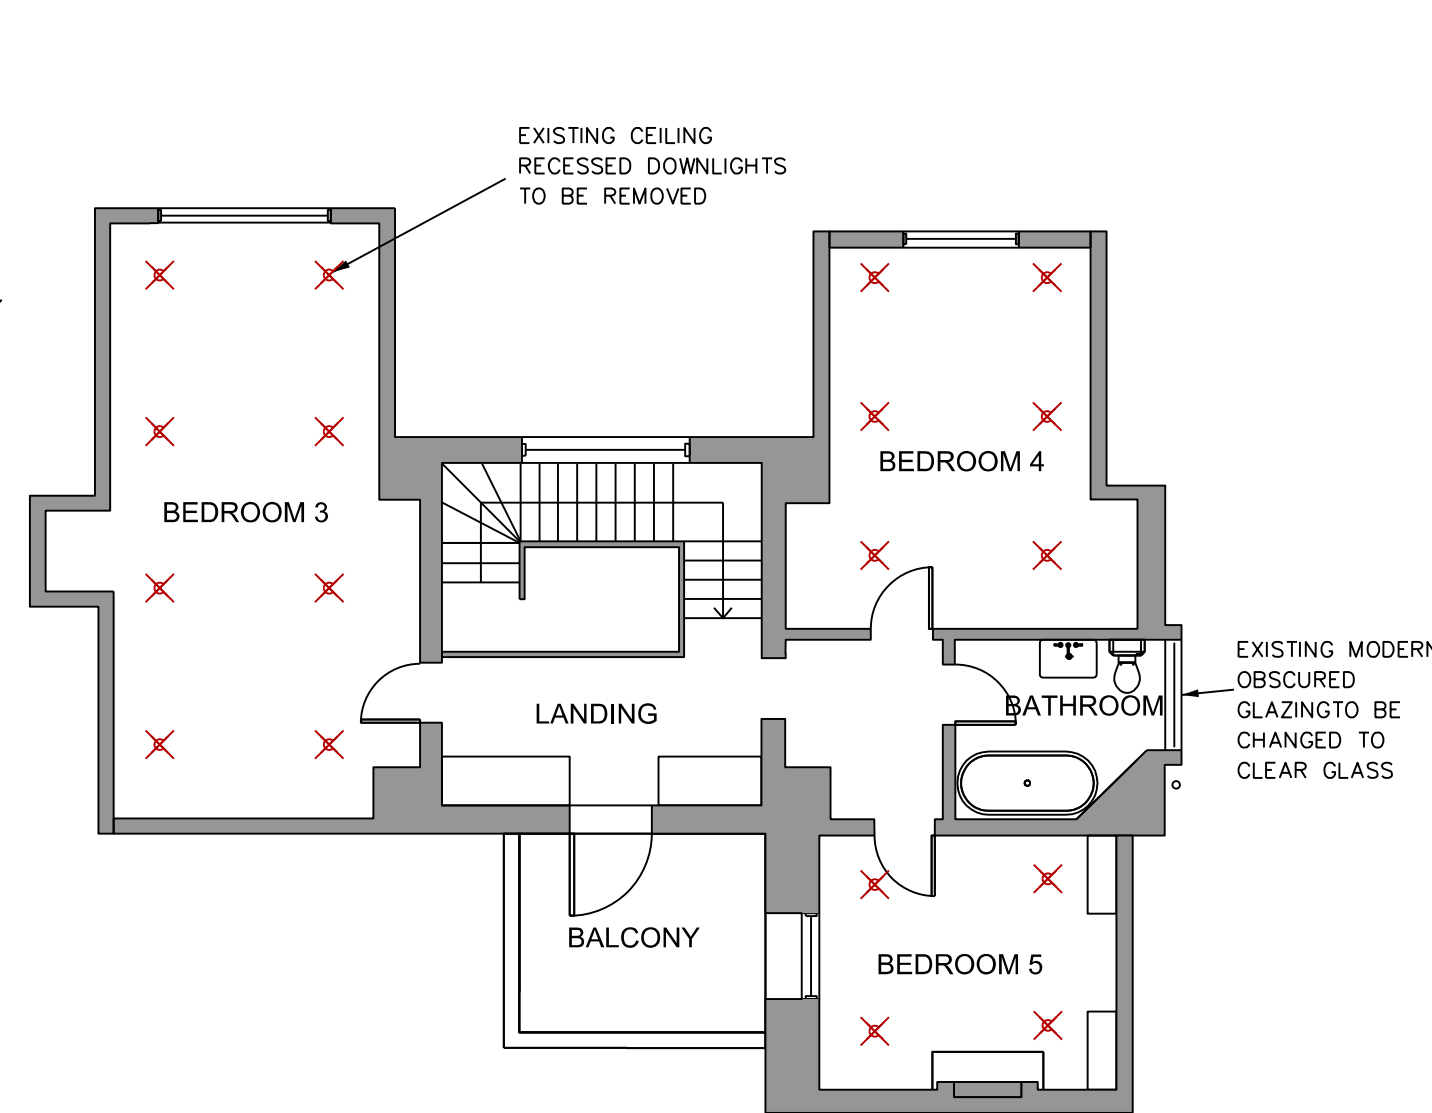 EXISTING CEILING
RECESSED DOWNLIGHTS
TO BE REMOVED
BEDROOM 4
BEDROOM 3
EXISTING MODERN
OBSCURED
GLAZINGTO BE
CHANGED TO
CLEAR GLASS
BATHROOM
LANDING
BALCONY
BEDROOM 5